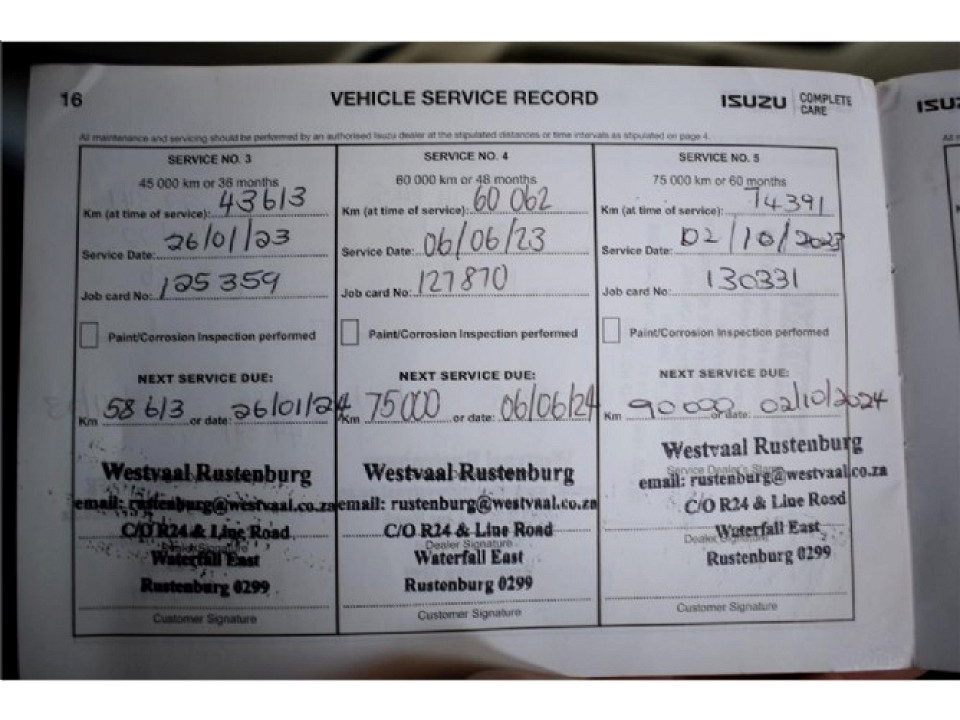 16
VEHICLE SERVICE RECORD
ISUZU COMPLETE CARE
ISUZ
All maintenance and servicing should be performed by an authorised Isuzu dealer at the stipulated distances or time intervals as stipulated on page 4.
SERVICE NO. 3
45 000 km or 36 months
Km (at time of service): 43613
Service Date: 26/01/23
Job card No: 125359
Paint/Corrosion Inspection performed
NEXT SERVICE DUE:
Km 58613 or date: 26/01/24
Westvaal Rustenburg
email: rustenburg@westvaal.co.za
C/O R24 & Line Road
Dealer Signature
Waterfall East
Rustenburg 0299
Customer Signature
SERVICE NO. 4
60 000 km or 48 months
Km (at time of service): 60 062
Service Date: 06/06/23
Job card No: 127870
Paint/Corrosion Inspection performed
NEXT SERVICE DUE:
Km 75000 or date: 06/06/24
Westvaal Rustenburg
email: rustenburg@westvaal.co.za
C/O R24 & Line Road
Dealer Signature
Waterfall East
Rustenburg 0299
Customer Signature
SERVICE NO. 5
75 000 km or 60 months
Km (at time of service): 74391
Service Date: 02/10/2023
Job card No: 130331
Paint/Corrosion Inspection performed
NEXT SERVICE DUE:
Km 90 000 or date: 02/10/2024
Westvaal Rustenburg
Service Dealer's Stamp
email: rustenburg@westvaal.co.za
C/O R24 & Line Road
Waterfall East
Dealer Signature
Rustenburg 0299
Customer Signature